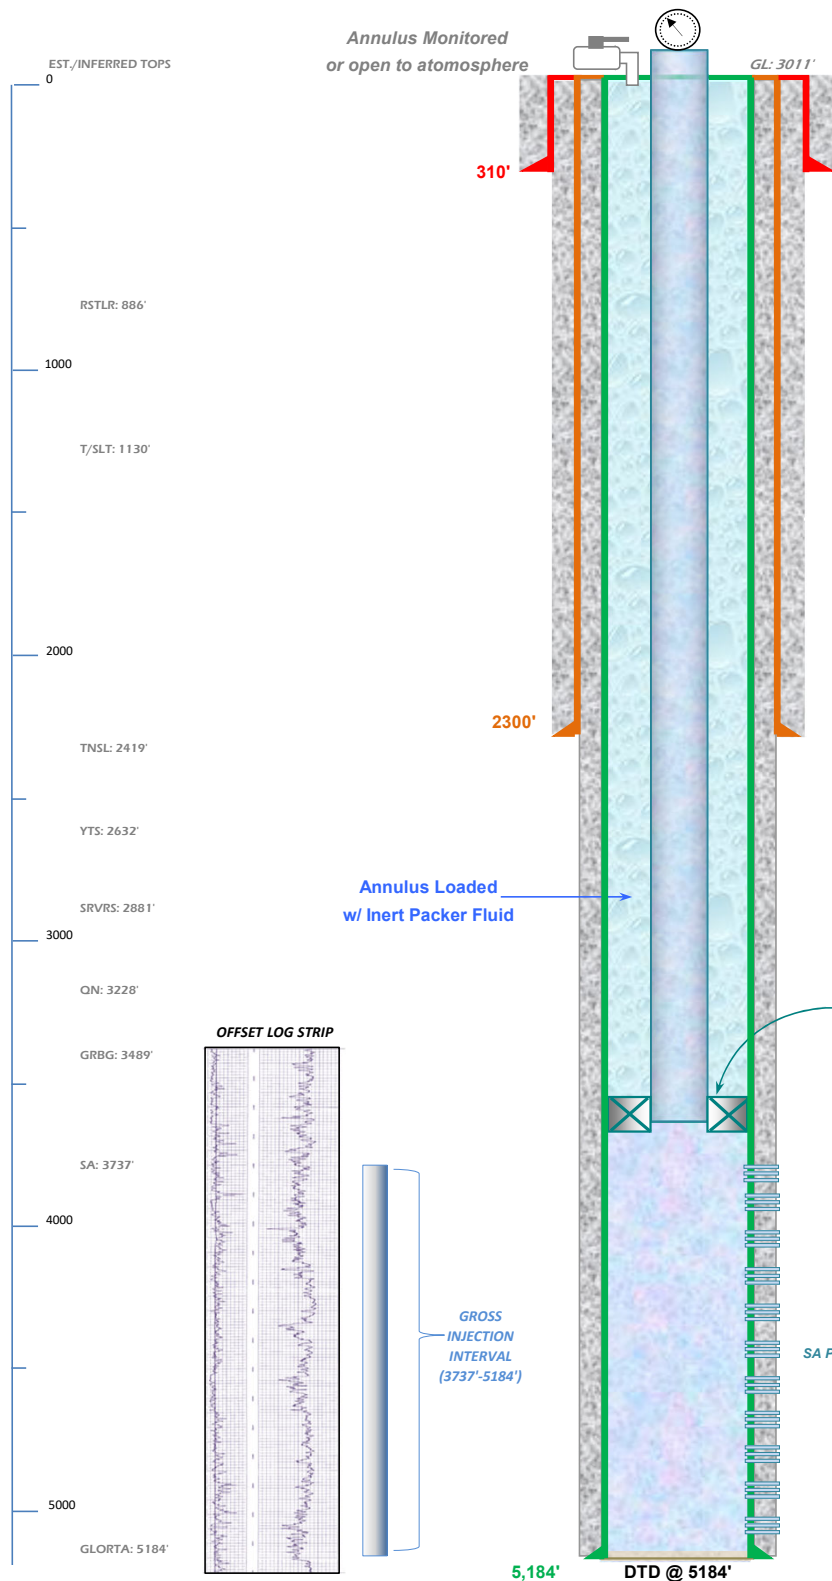 Annulus Monitored
or open to atomosphere
EST./INFERRED TOPS
GL: 3011'
0
310'
RSTLR: 886'
1000
T/SLT: 1130'
2000
2300'
TNSL: 2419'
YTS: 2632'
Annulus Loaded
w/ Inert Packer Fluid
SRVRS: 2881'
3000
QN: 3228'
OFFSET LOG STRIP
GRBG: 3489'
SA: 3737'
4000
GROSS
INJECTION
INTERVAL
(3737'-5184')
SA P
5000
GLORTA: 5184'
5,184'
DTD @ 5184'